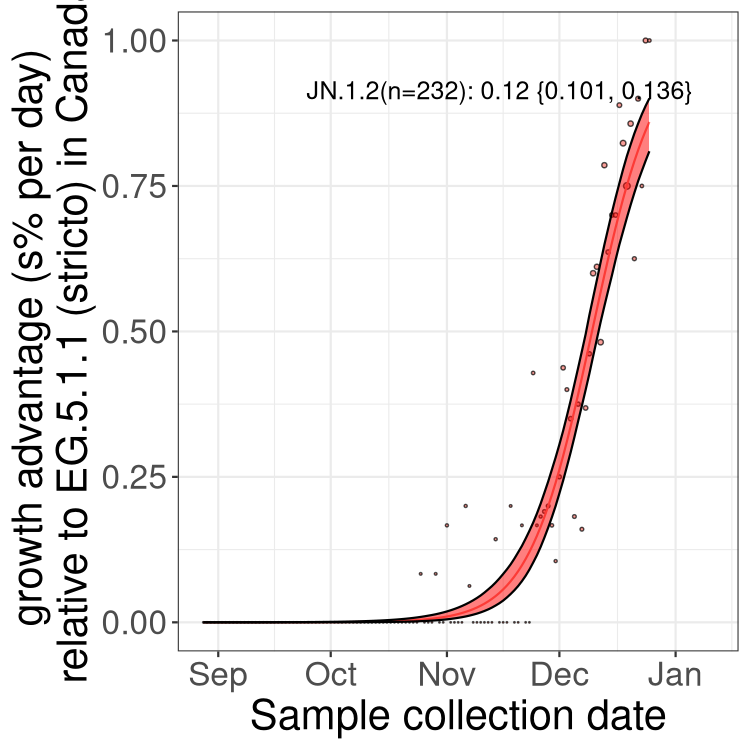 growth advantage (s% per day)
relative to EG.5.1.1 (stricto) in Canada
1.00
0.75
0.50
0.25
0.00
JN.1.2(n=232): 0.12 {0.101, 0.136}
Sep Oct Nov Dec Jan
Sample collection date